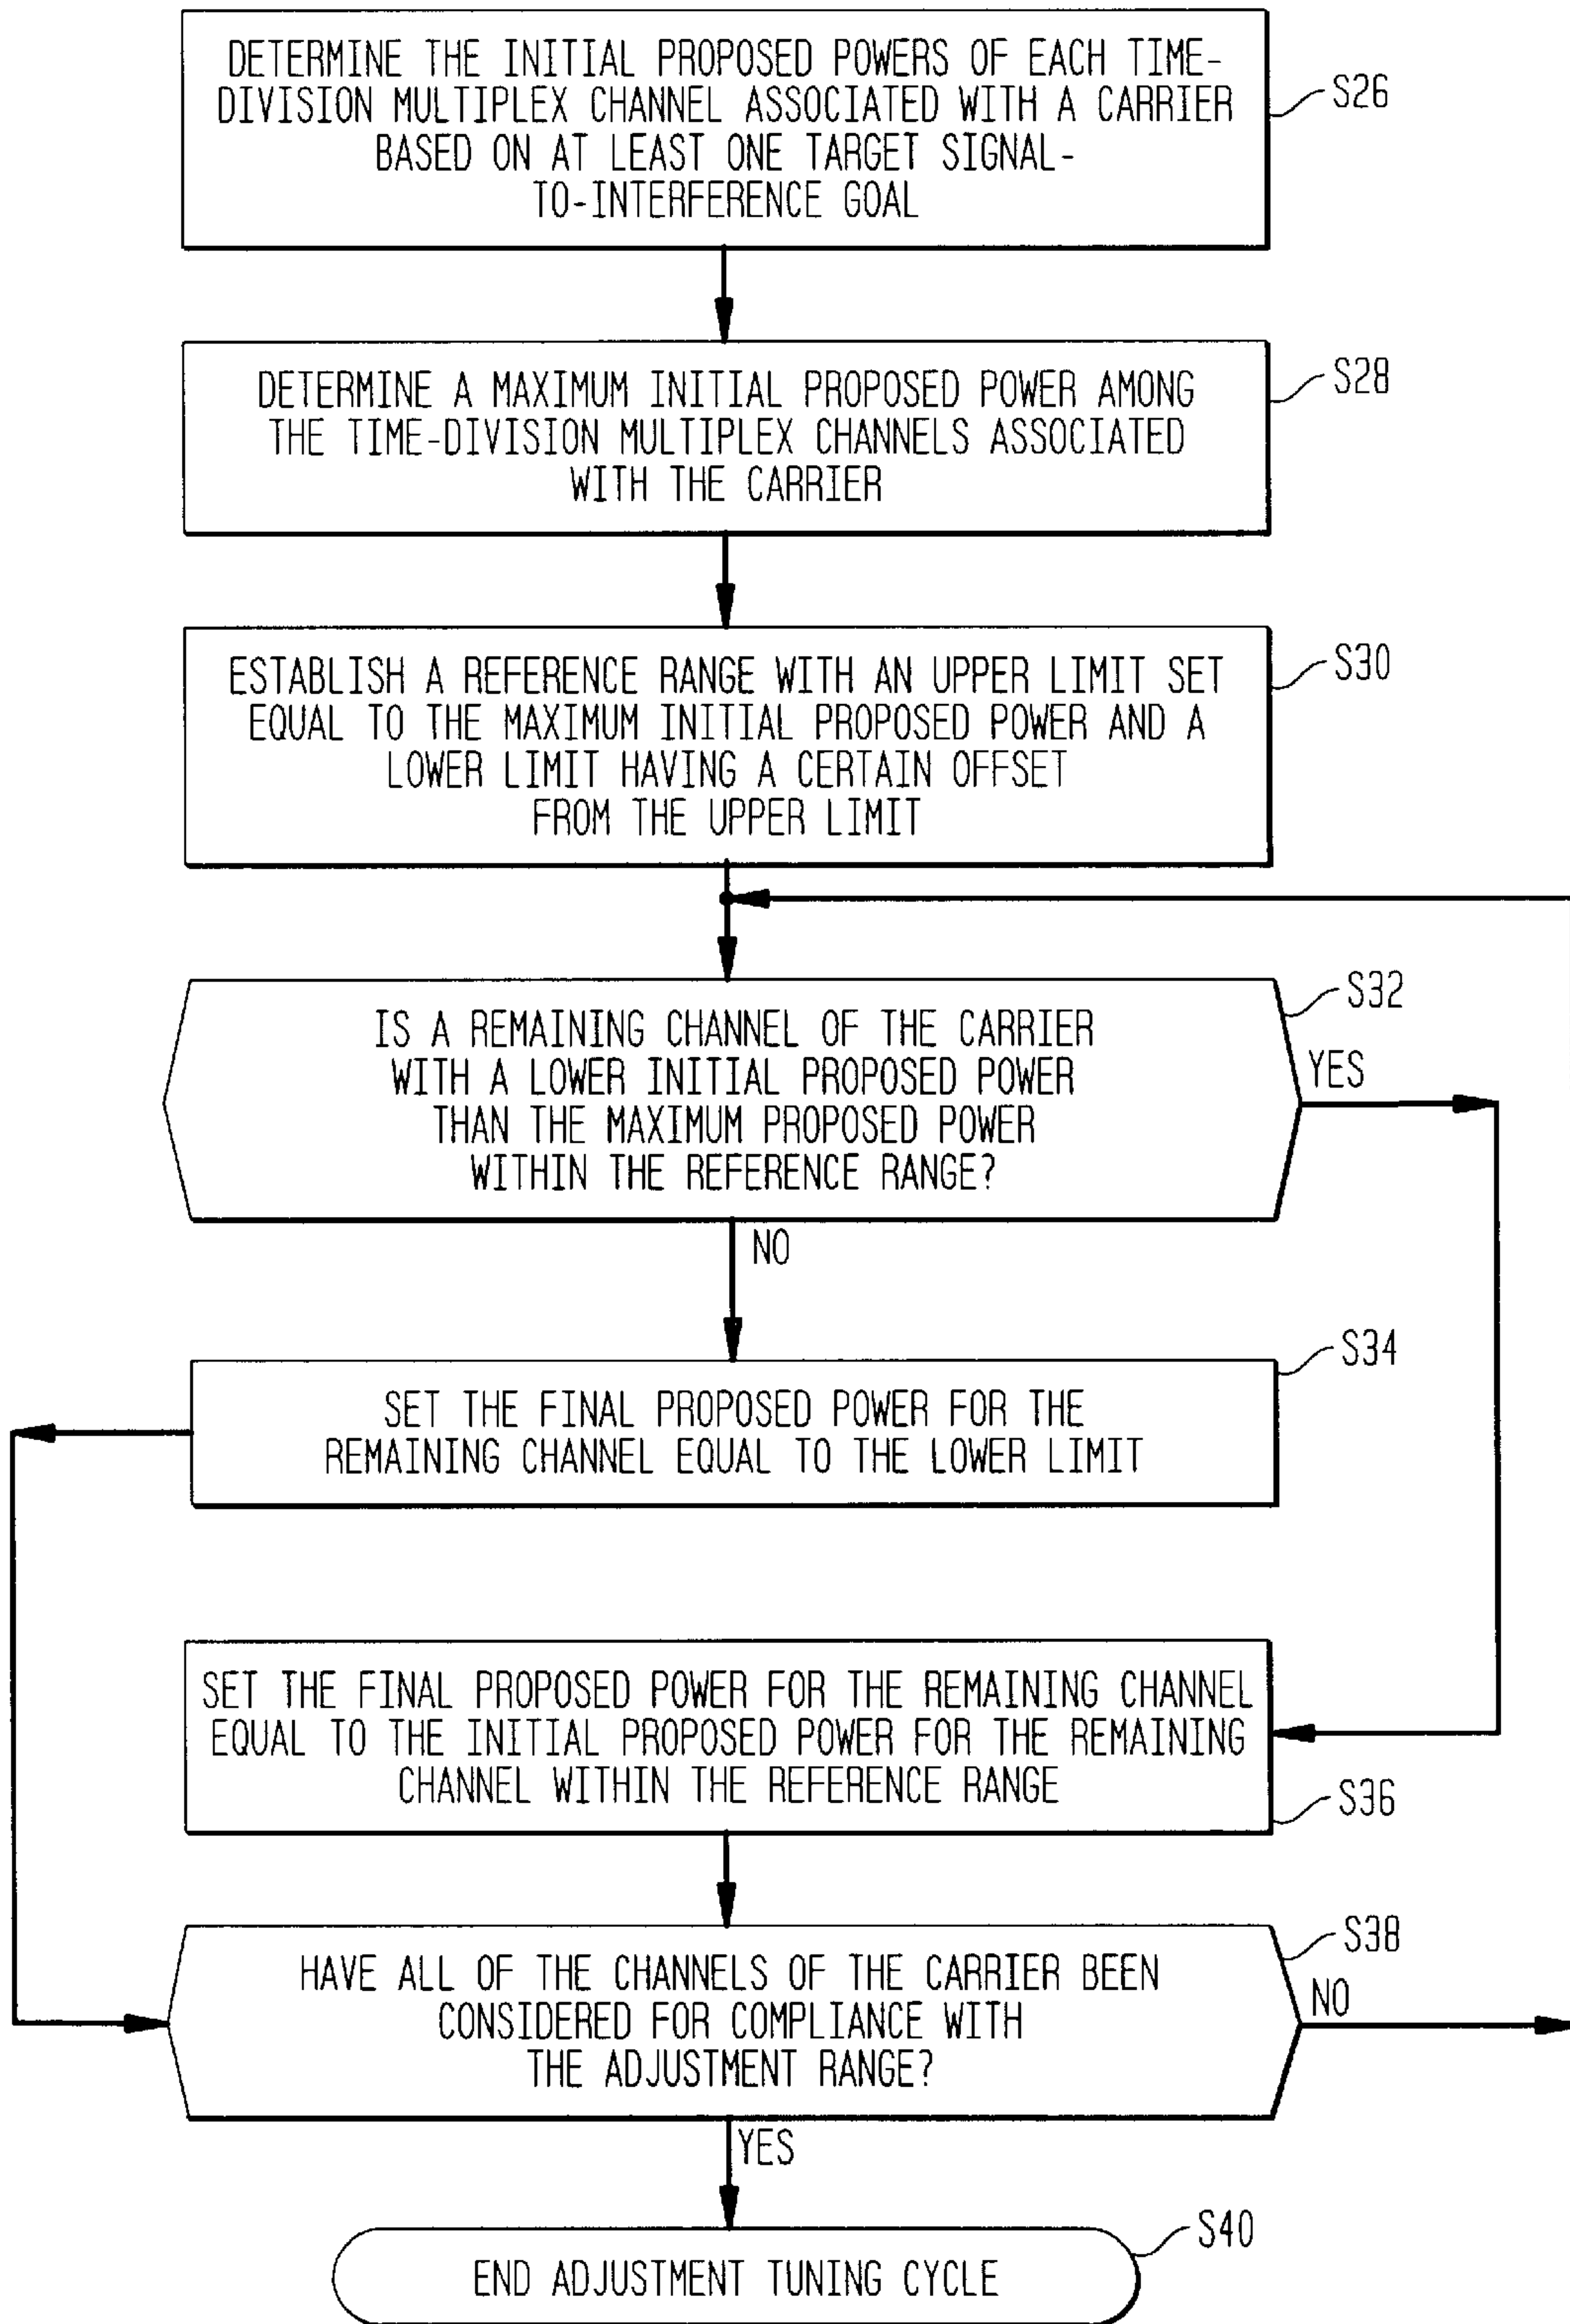 DETERMINE THE INITIAL PROPOSED POWERS OF EACH TIME-
DIVISION MULTIPLEX CHANNEL ASSOCIATED WITH A CARRIER
BASED ON AT LEAST ONE TARGET SIGNAL-
TO-INTERFERENCE GOAL
S26
DETERMINE A MAXIMUM INITIAL PROPOSED POWER AMONG
THE TIME-DIVISION MULTIPLEX CHANNELS ASSOCIATED
WITH THE CARRIER
S28
ESTABLISH A REFERENCE RANGE WITH AN UPPER LIMIT SET
EQUAL TO THE MAXIMUM INITIAL PROPOSED POWER AND A
LOWER LIMIT HAVING A CERTAIN OFFSET
FROM THE UPPER LIMIT
S30
IS A REMAINING CHANNEL OF THE CARRIER
WITH A LOWER INITIAL PROPOSED POWER
THAN THE MAXIMUM PROPOSED POWER
WITHIN THE REFERENCE RANGE?
S32
YES
NO
SET THE FINAL PROPOSED POWER FOR THE
REMAINING CHANNEL EQUAL TO THE LOWER LIMIT
S34
SET THE FINAL PROPOSED POWER FOR THE REMAINING CHANNEL
EQUAL TO THE INITIAL PROPOSED POWER FOR THE REMAINING
CHANNEL WITHIN THE REFERENCE RANGE
S36
HAVE ALL OF THE CHANNELS OF THE CARRIER BEEN
CONSIDERED FOR COMPLIANCE WITH
THE ADJUSTMENT RANGE?
S38
NO
YES
END ADJUSTMENT TUNING CYCLE
S40